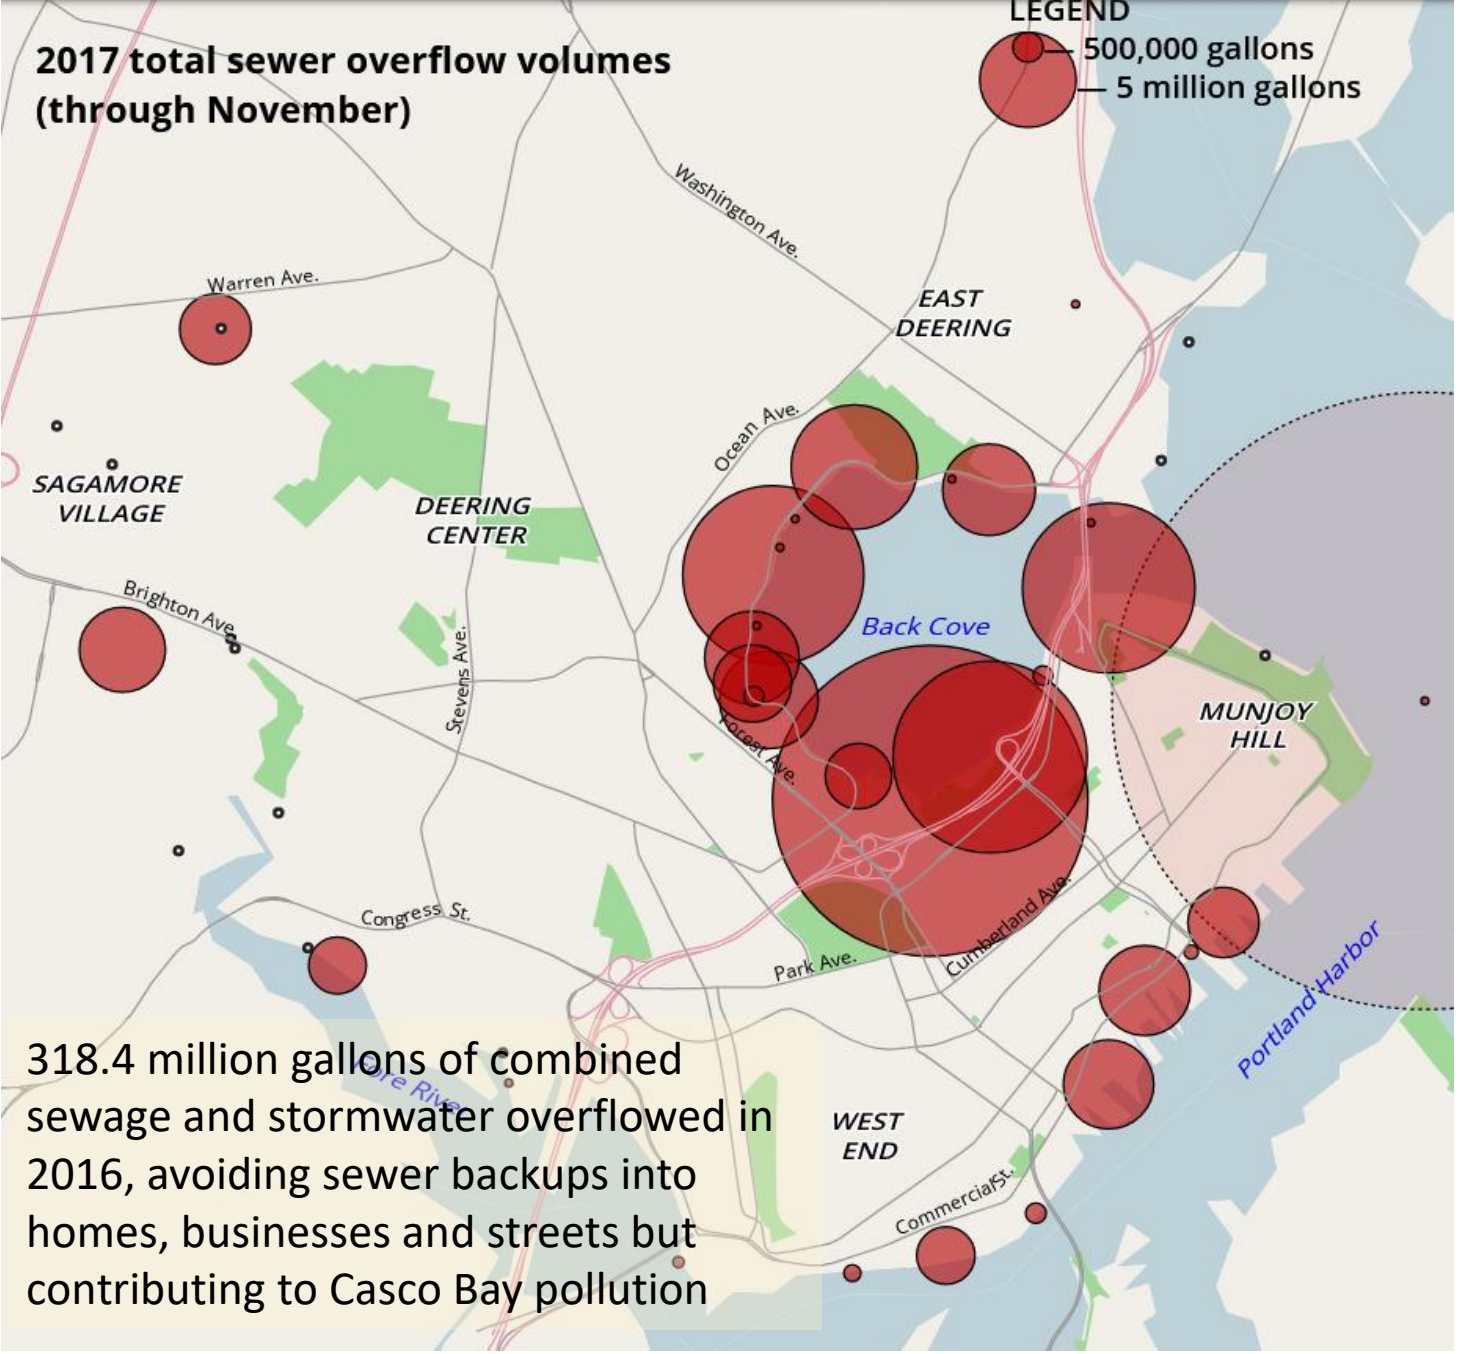 LEGEND
500,000 gallons
5 million gallons
2017 total sewer overflow volumes
(through November)
Washington Ave.
Warren Ave.
EAST
DEERING
Ocean Ave.
SAGAMORE
VILLAGE
DEERING
CENTER
Brighton Ave.
Back Cove
Stevens Ave.
MUNJOY
HILL
Forest Ave.
Congress St.
Cumberland Ave.
Park Ave.
Portland Harbor
318.4 million gallons of combined
sewage and stormwater overflowed in
2016, avoiding sewer backups into
homes, businesses and streets but
contributing to Casco Bay pollution
Fore River
WEST
END
Commercial St.